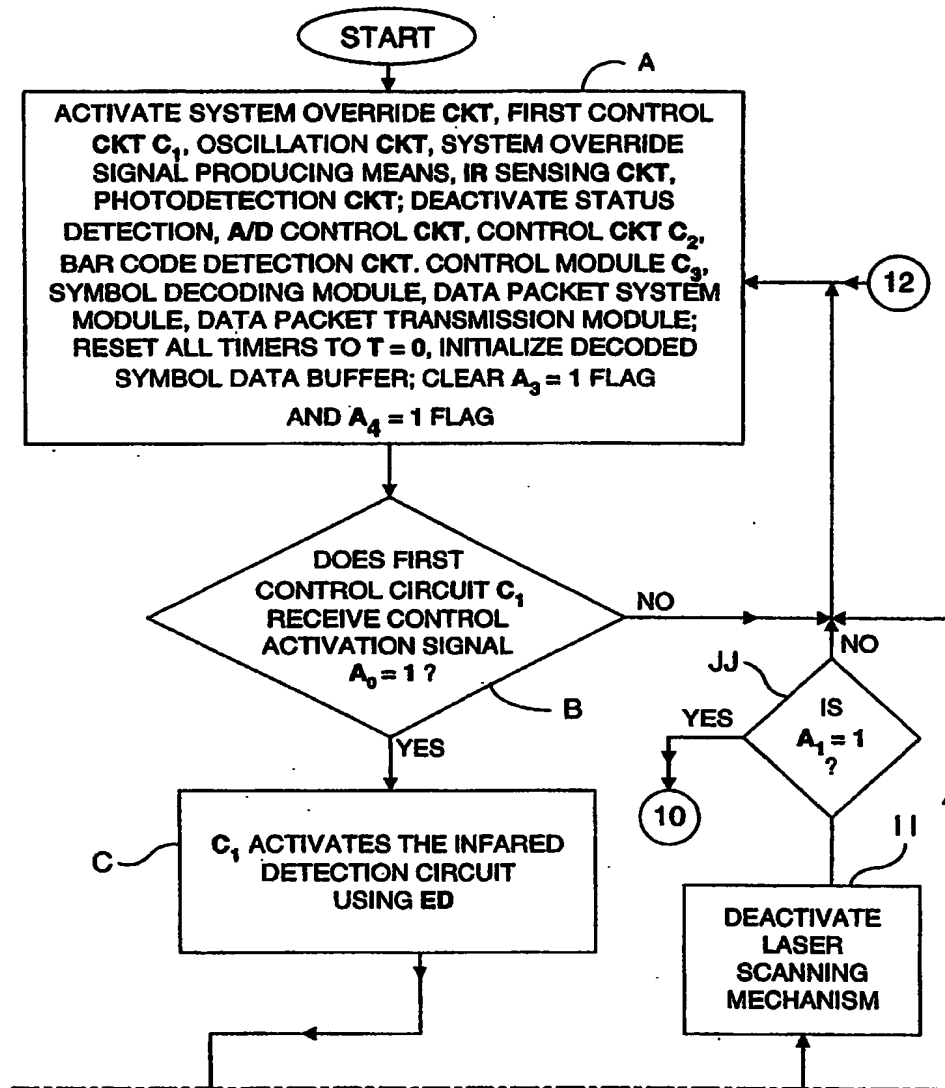 START
A
ACTIVATE SYSTEM OVERRIDE CKT, FIRST CONTROL
CKT C₁, OSCILLATION CKT, SYSTEM OVERRIDE
SIGNAL PRODUCING MEANS, IR SENSING CKT,
PHOTODETECTION CKT; DEACTIVATE STATUS
DETECTION, A/D CONTROL CKT, CONTROL CKT C₂,
BAR CODE DETECTION CKT. CONTROL MODULE C₃,
SYMBOL DECODING MODULE, DATA PACKET SYSTEM
MODULE, DATA PACKET TRANSMISSION MODULE;
RESET ALL TIMERS TO T = 0, INITIALIZE DECODED
SYMBOL DATA BUFFER; CLEAR A₃ = 1 FLAG
AND A₄ = 1 FLAG
12
DOES FIRST
CONTROL CIRCUIT C₁
RECEIVE CONTROL
ACTIVATION SIGNAL
A₀ = 1 ?
NO
B
YES
NO
JJ
IS
A₁ = 1
?
YES
10
C
C₁ ACTIVATES THE INFARED
DETECTION CIRCUIT
USING ED
II
DEACTIVATE
LASER
SCANNING
MECHANISM